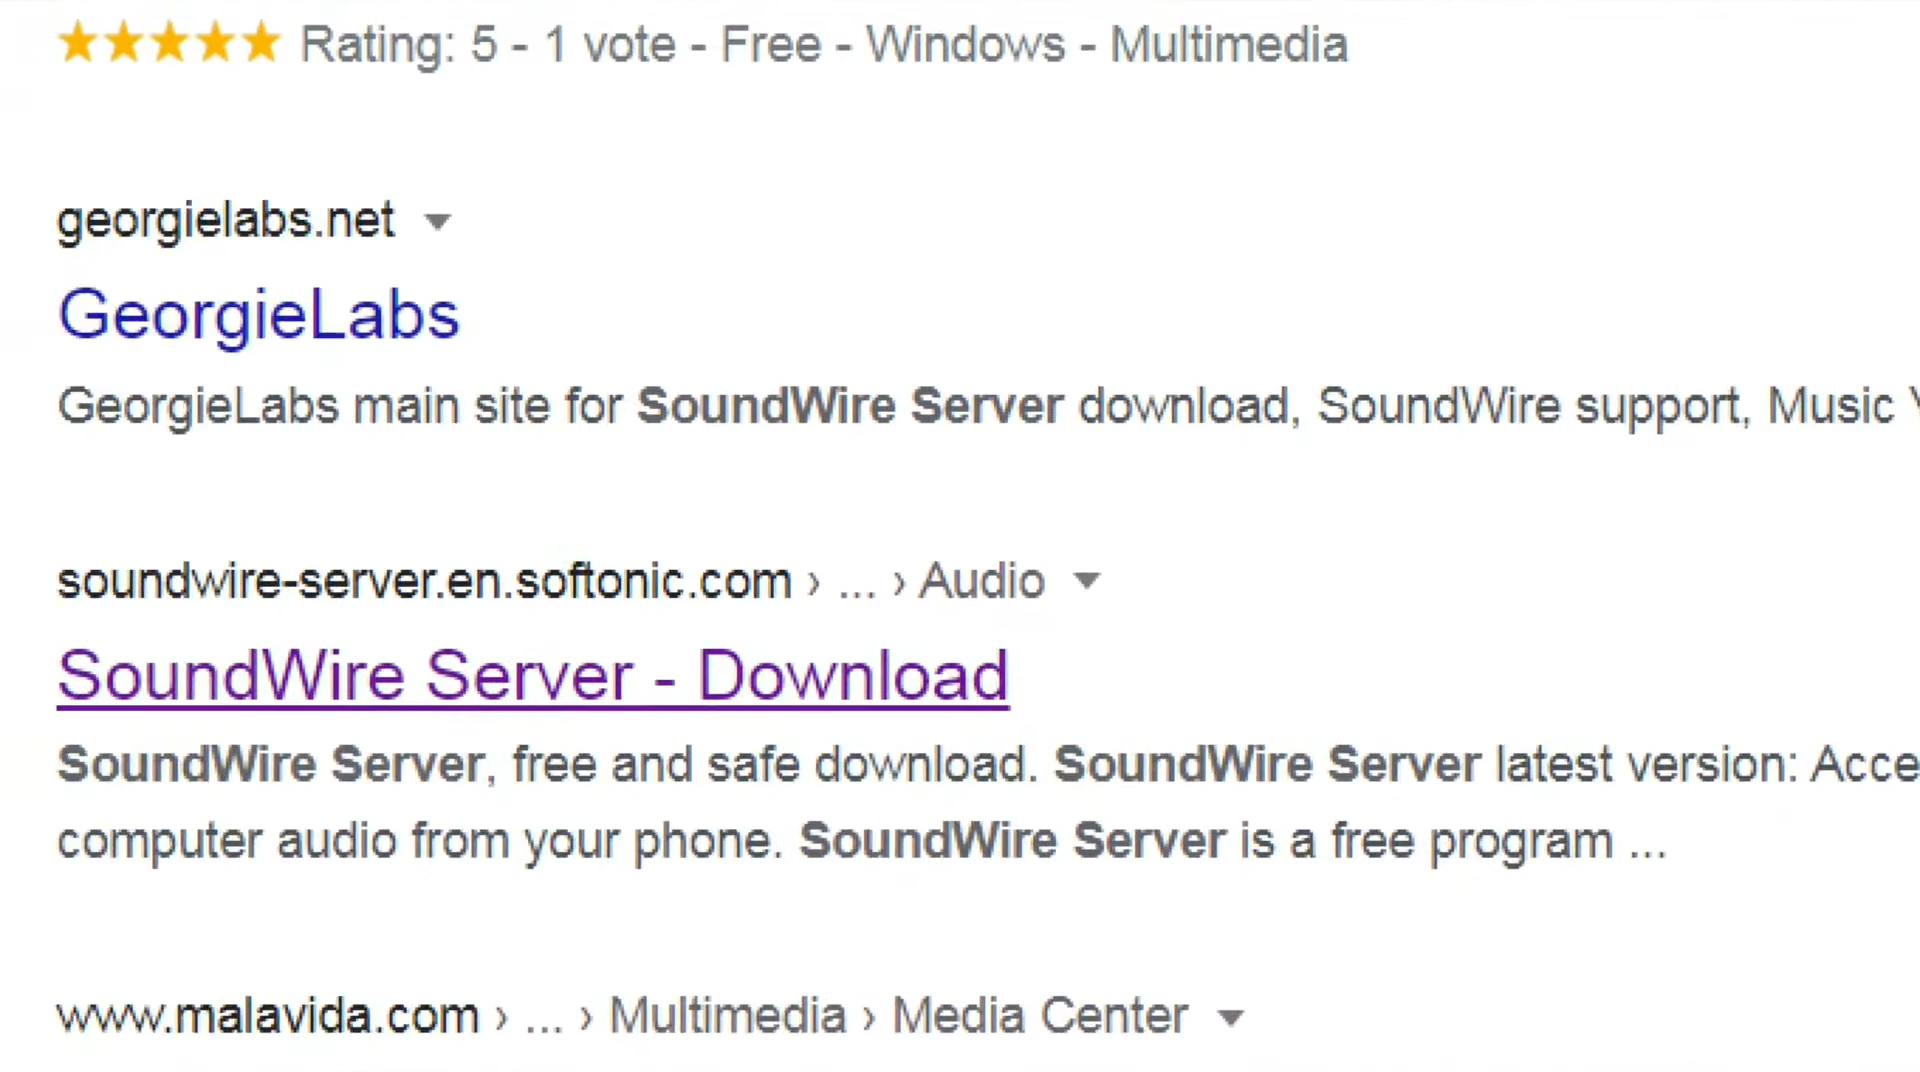 Rating: 5 - 1 vote - Free - Windows - Multimedia
georgielabs.net
GeorgieLabs
GeorgieLabs main site for SoundWire Server download, SoundWire support, Music
soundwire-server.en.softonic.com › ... › Audio
SoundWire Server - Download
SoundWire Server, free and safe download. SoundWire Server latest version: Acce
computer audio from your phone. SoundWire Server is a free program ...
www.malavida.com › ... › Multimedia › Media Center